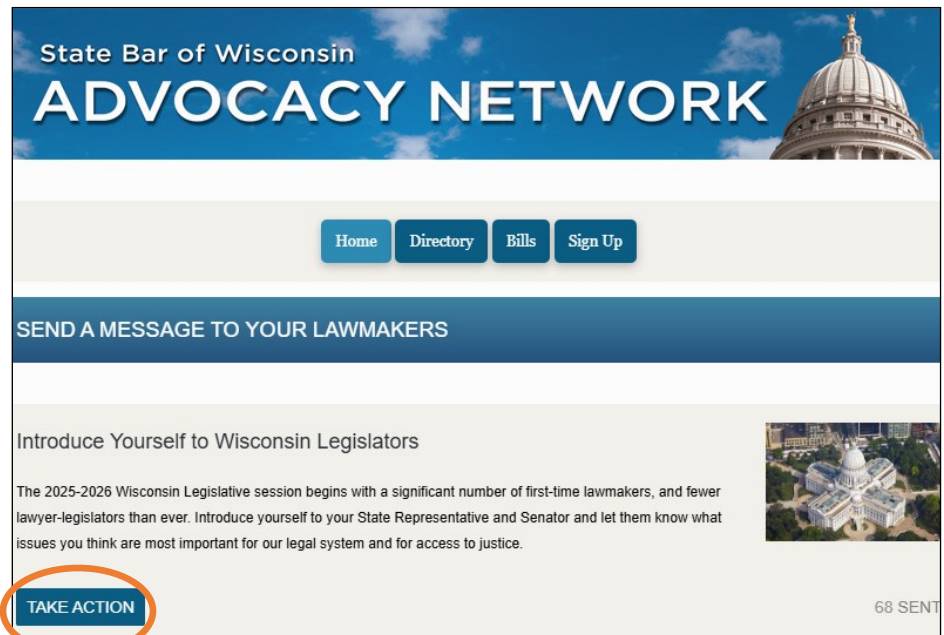 State Bar of Wisconsin
ADVOCACY NETWORK
Home Directory Bills Sign Up
SEND A MESSAGE TO YOUR LAWMAKERS
Introduce Yourself to Wisconsin Legislators
The 2025-2026 Wisconsin Legislative session begins with a significant number of first-time lawmakers, and fewer
lawyer-legislators than ever. Introduce yourself to your State Representative and Senator and let them know what
issues you think are most important for our legal system and for access to justice.
TAKE ACTION
68 SENT